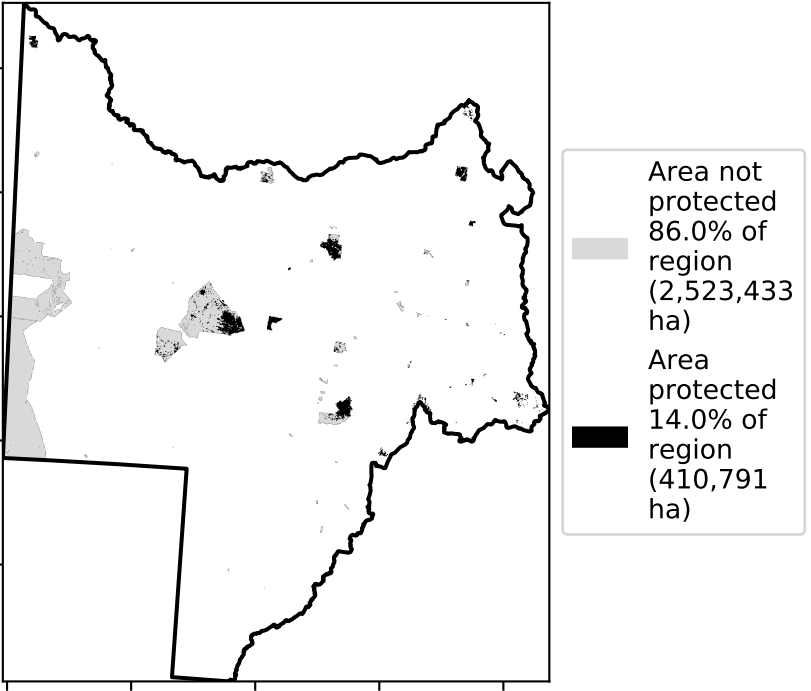 Area not
protected
86.0% of
region
(2,523,433
ha)
Area
protected
14.0% of
region
(410,791
ha)